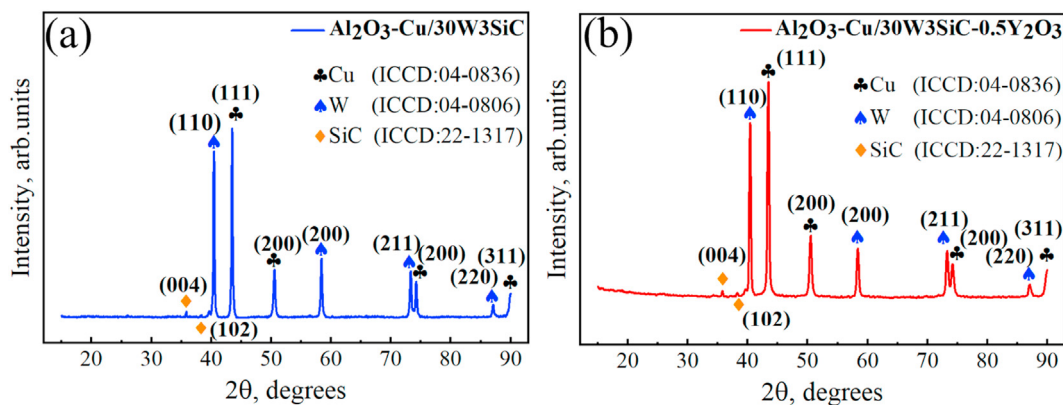 (a)
Al₂O₃-Cu/30W3SiC
♣Cu (ICCD:04-0836)
♠W (ICCD:04-0806)
♦SiC (ICCD:22-1317)
(110)
(111)
(200)
(200)
(211)
(200)
(220)
(311)
(004)
(102)
Intensity, arb.units
20 30 40 50 60 70 80 90
2θ, degrees
(b)
Al₂O₃-Cu/30W3SiC-0.5Y₂O₃
♣Cu (ICCD:04-0836)
♠W (ICCD:04-0806)
♦SiC (ICCD:22-1317)
(110)
(111)
(200)
(200)
(211)
(200)
(220)
(311)
(004)
(102)
Intensity, arb.units
20 30 40 50 60 70 80 90
2θ, degrees